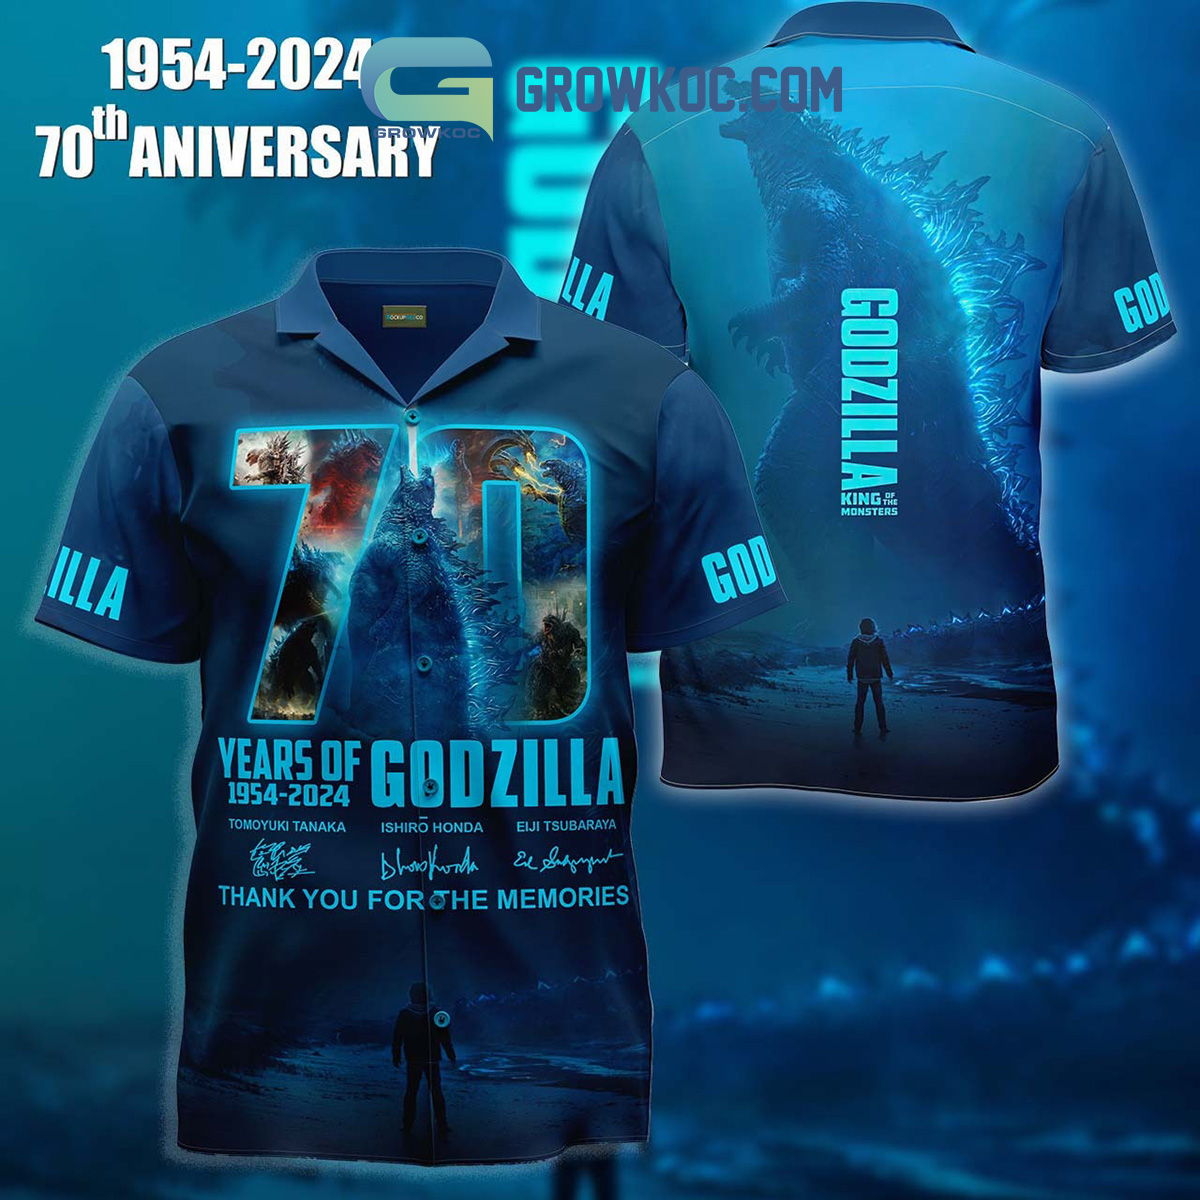 1954-2024
70th ANIVERSARY
GROWKOC
GROWKOC.COM
ILLA
GOD
GODZILLA
KING OF THE
MONSTERS
ILLA
GOD
70
YEARS OF GODZILLA
1954-2024
TOMOYUKI TANAKA ISHIRŌ HONDA EIJI TSUBARAYA
THANK YOU FOR THE MEMORIES